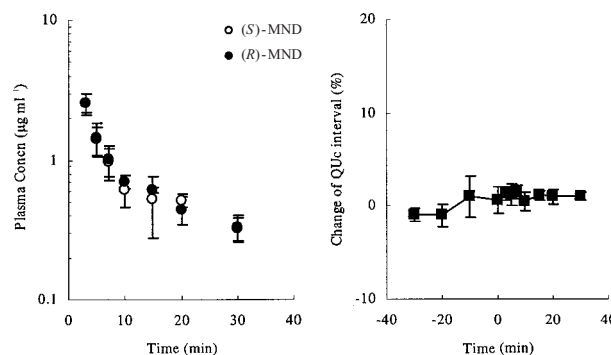 10
(S)-MND
(R)-MND
1
0.1
Plasma Concn (μg ml⁻¹)
0 10 20 30 40
Time (min)
20
10
0
-10
Change of QUc interval (%)
-40 -20 0 20 40
Time (min)